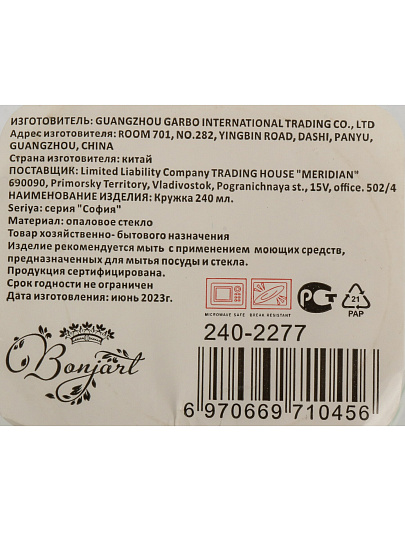 ИЗГОТОВИТЕЛЬ: GUANGZHOU GARBO INTERNATIONAL TRADING CO., LTD
Адрес изготовителя: ROOM 701, NO.282, YINGBIN ROAD, DASHI, PANYU,
GUANGZHOU, CHINA
Страна изготовителя: китай
ПОСТАВЩИК: Limited Liability Company TRADING HOUSE "MERIDIAN"
690090, Primorsky Territory, Vladivostok, Pogranichnaya st., 15V, office. 502/4
НАИМЕНОВАНИЕ ИЗДЕЛИЯ: Кружка 240 мл.
Seriya: серия "София"
Материал: опаловое стекло
Товар хозяйственно- бытового назначения
Изделие рекомендуется мыть с применением моющих средств,
предназначенных для мытья посуды и стекла.
Продукция сертифицирована.
Срок годности не ограничен
Дата изготовления: июнь 2023г.
MICROWAVE SAFE BREAK RESISTANT
РСТ
21
PAP
240-2277
Bonjart
6 970669 710456